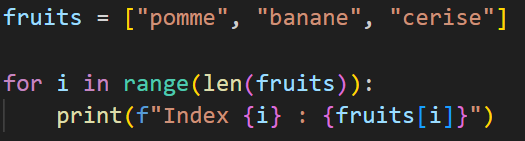 fruits = ["pomme", "banane", "cerise"]
for i in range(len(fruits)):
    print(f"Index {i} : {fruits[i]}")